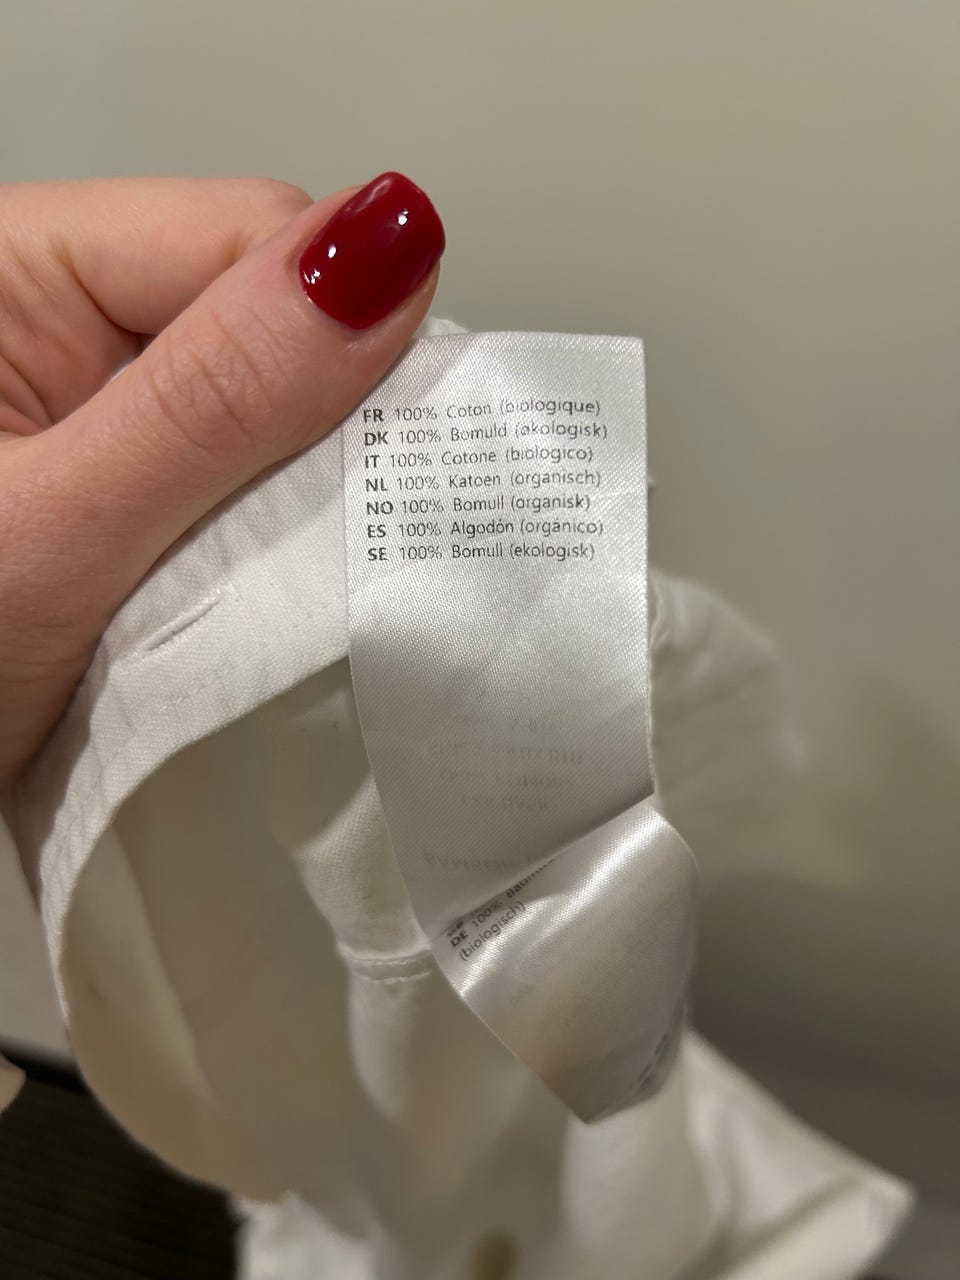 FR 100% Coton (biologique)
DK 100% Bomuld (økologisk)
IT 100% Cotone (biologico)
NL 100% Katoen (organisch)
NO 100% Bomull (organisk)
ES 100% Algodón (orgánico)
SE 100% Bomull (ekologisk)
DE 100%
(biologisch)